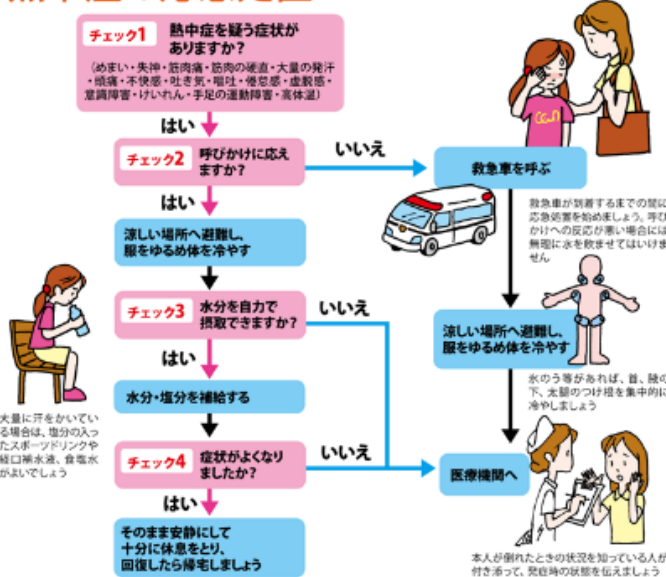 チェック1 熱中症を疑う症状が
ありますか？
（めまい・失神・筋肉痛・筋肉の硬直・大量の発汗
・頭痛・不快感・吐き気・嘔吐・倦怠感・虚脱感・
意識障害・けいれん・手足の運動障害・高体温）
はい
チェック2 呼びかけに応え
ますか？
いいえ
救急車を呼ぶ
救急車が到着するまでの間に
応急処置を始めましょう。呼び
かけへの反応が悪い場合には
無理に水を飲ませてはいけま
せん
はい
涼しい場所へ避難し、
服をゆるめ体を冷やす
チェック3 水分を自力で
摂取できますか？
いいえ
涼しい場所へ避難し、
服をゆるめ体を冷やす
氷のう等があれば、首、腋の
下、太腿のつけ根を集中的に
冷やしましょう
はい
水分・塩分を補給する
大量に汗をかいてい
る場合は、塩分の入っ
たスポーツドリンクや
経口補水液、食塩水
がよいでしょう
チェック4 症状がよくなり
ましたか？
いいえ
医療機関へ
はい
そのまま安静にして
十分に休息をとり、
回復したら帰宅しましょう
本人が倒れたときの状況を知っている人が
付き添って、発症時の状態を伝えましょう